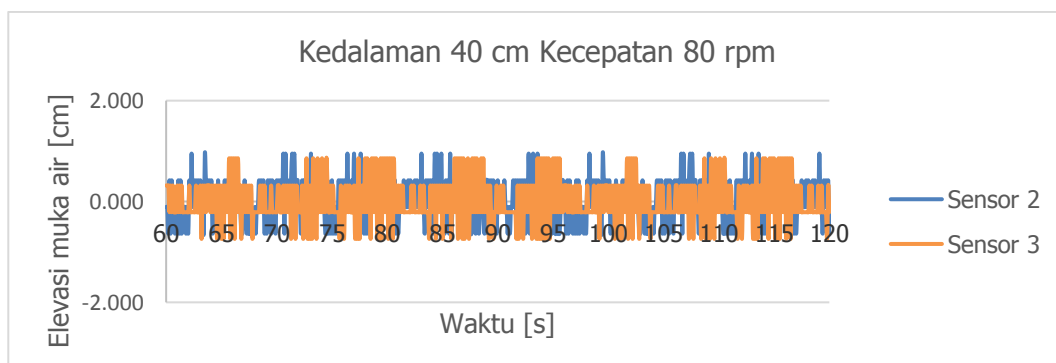 Kedalaman 40 cm Kecepatan 80 rpm
Elevasi muka air [cm]
2.000
0.000
-2.000
60 65 70 75 80 85 90 95 100 105 110 115 120
Waktu [s]
Sensor 2
Sensor 3